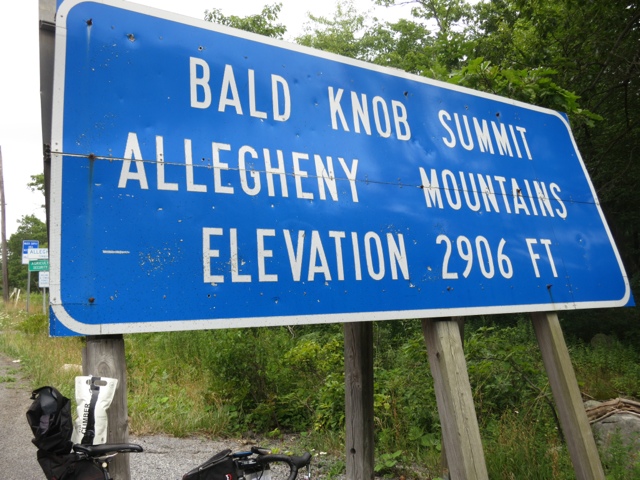 BALD KNOB SUMMIT
ALLEGHENY MOUNTAINS
ELEVATION 2906 FT